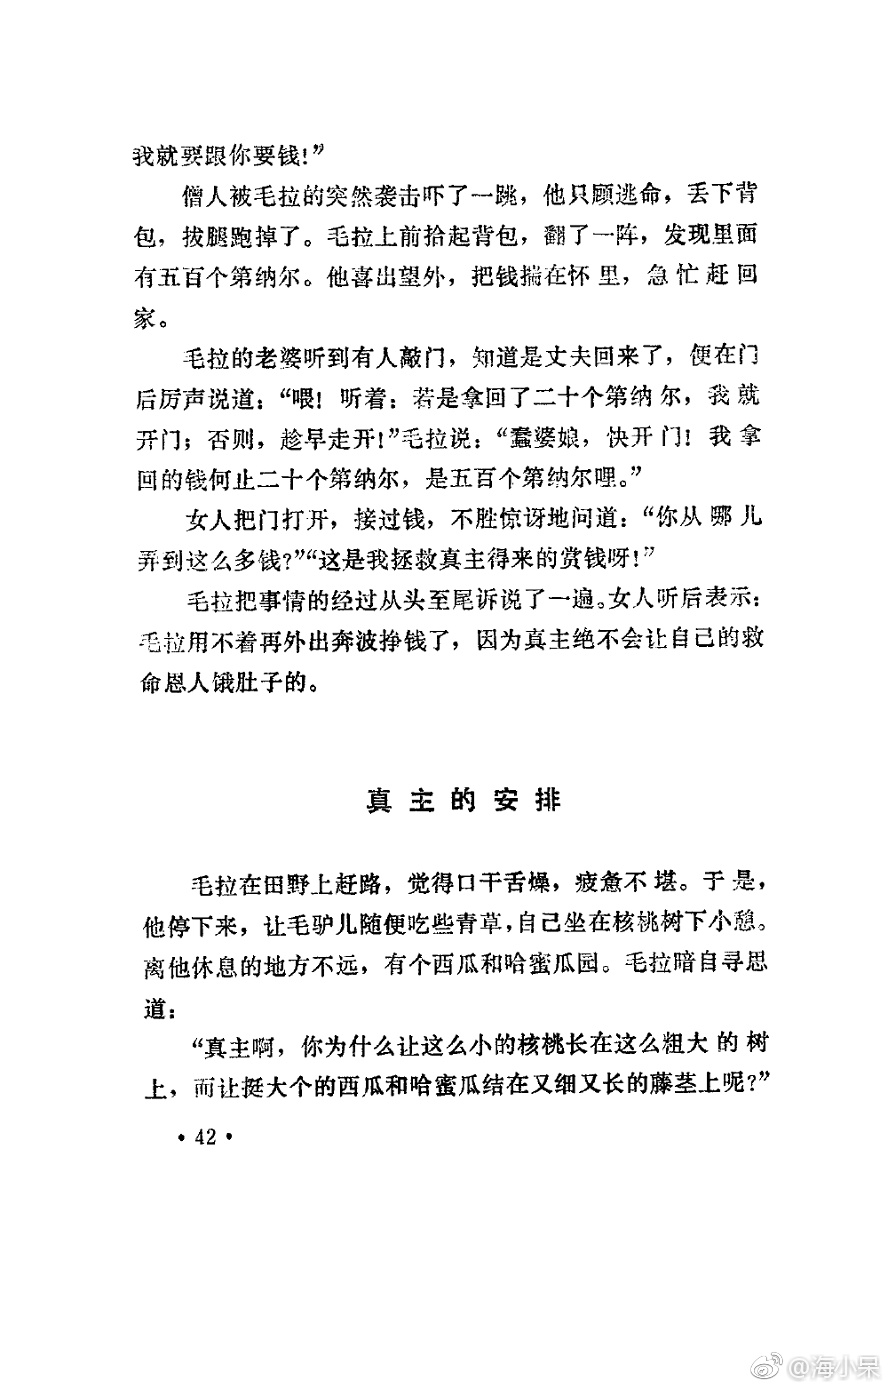 我就要跟你要钱!”
僧人被毛拉的突然袭击吓了一跳，他只顾逃命，丢下背
包，拔腿跑掉了。毛拉上前拾起背包，翻了一阵，发现里面
有五百个第纳尔。他喜出望外，把钱揣在怀里，急忙赶回
家。
毛拉的老婆听到有人敲门，知道是丈夫回来了，便在门
后厉声说道：“喂！听着：若是拿回了二十个第纳尔，我就
开门；否则，趁早走开!”毛拉说：“蠢婆娘，快开门！我拿
回的钱何止二十个第纳尔，是五百个第纳尔哩。”
女人把门打开，接过钱，不胜惊讶地问道：“你从哪儿
弄到这么多钱?”“这是我拯救真主得来的赏钱呀!”
毛拉把事情的经过从头至尾诉说了一遍。女人听后表示：
毛拉用不着再外出奔波挣钱了，因为真主绝不会让自己的救
命恩人饿肚子的。
真主的安排
毛拉在田野上赶路，觉得口干舌燥，疲惫不堪。于是，
他停下来，让毛驴儿随便吃些青草，自己坐在核桃树下小憩。
离他休息的地方不远，有个西瓜和哈蜜瓜园。毛拉暗自寻思
道：
“真主啊，你为什么让这么小的核桃长在这么粗大的树
上，而让挺大个的西瓜和哈蜜瓜结在又细又长的藤茎上呢?”
• 42 •
@海小呆